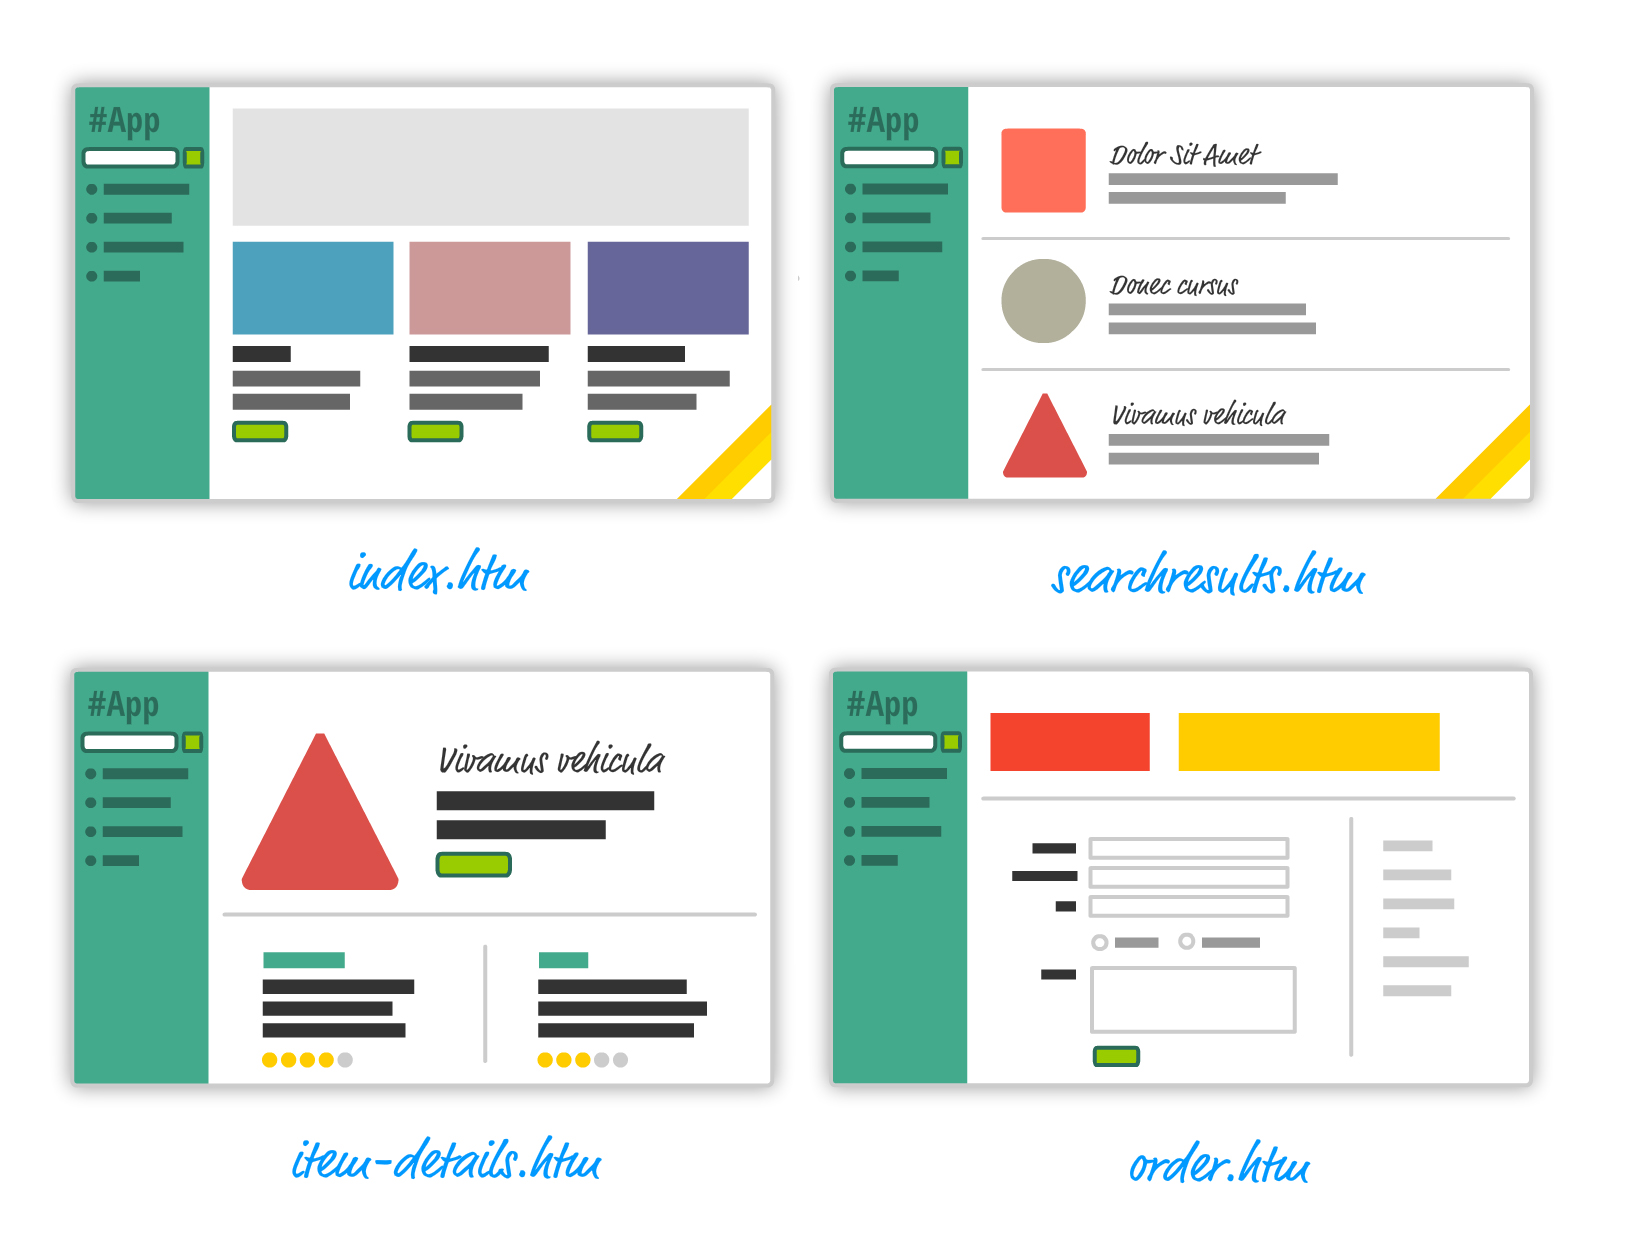 #App
index.htm
#App
Dolor Sit Amet
Donec cursus
Vivamus vehicula
searchresults.htm
#App
Vivamus vehicula
item-details.htm
#App
order.htm